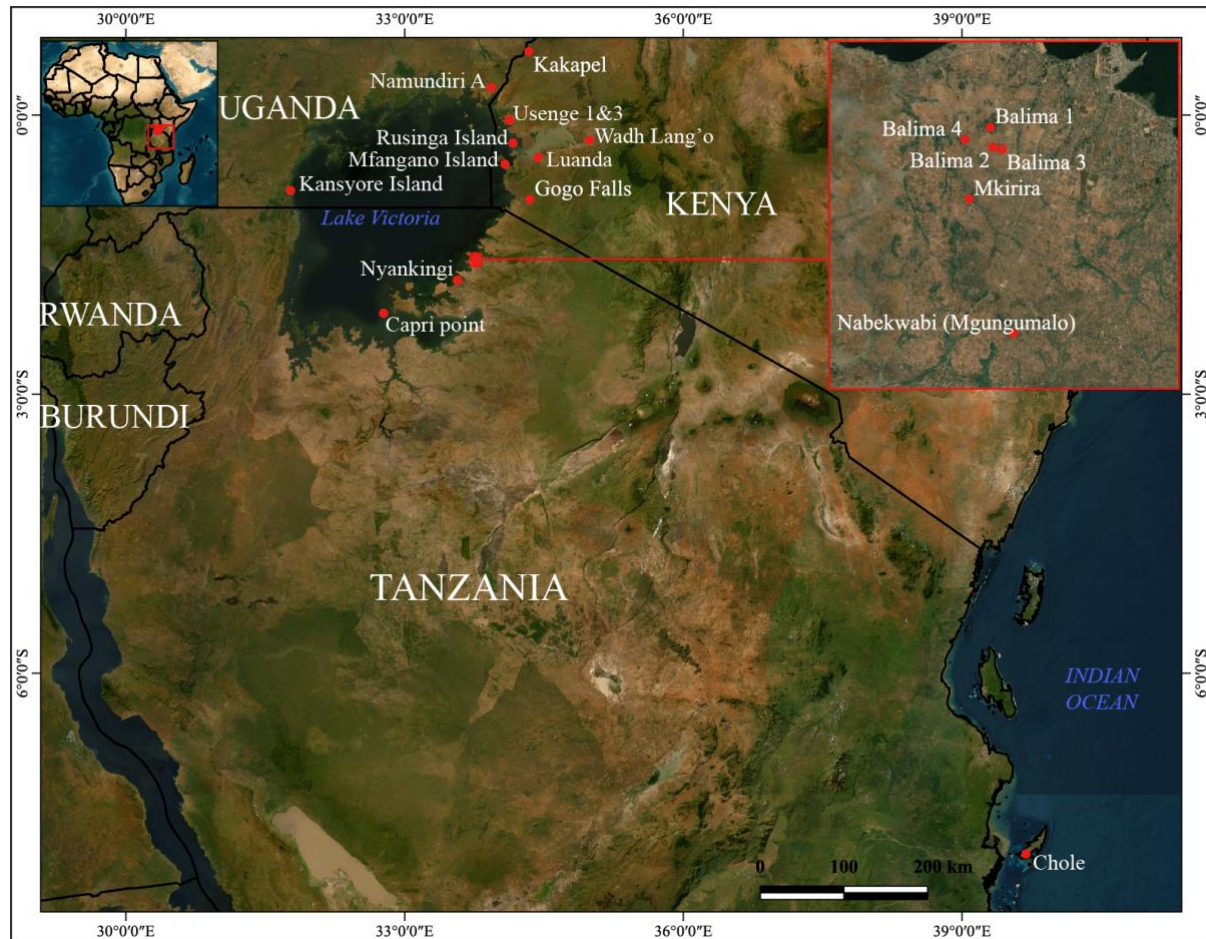 30°0'0"E
33°0'0"E
36°0'0"E
39°0'0"E
0°0'0"
3°0'0"S
6°0'0"S
UGANDA
Namundiri A
Kakapel
Usenge 1&3
Rusinga Island
Wadh Lang’o
Mfangano Island
Luanda
Kansyore Island
Gogo Falls
KENYA
Lake Victoria
Nyankingi
Capri point
RWANDA
BURUNDI
TANZANIA
Balima 1
Balima 4
Balima 2
Balima 3
Mkirira
Nabekwabi (Mgungumalo)
INDIAN
OCEAN
Chole
0
100
200 km
0°0'0"
3°0'0"S
6°0'0"S
30°0'0"E
33°0'0"E
36°0'0"E
39°0'0"E